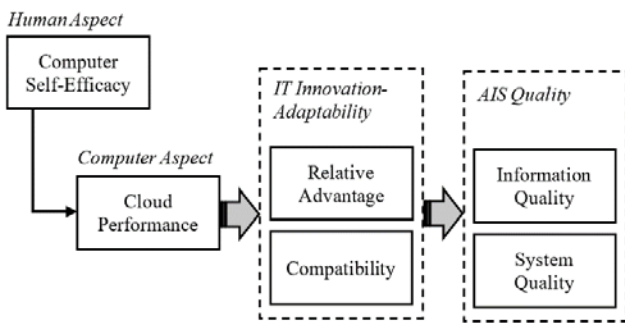 Human Aspect
Computer
Self-Efficacy
Computer Aspect
Cloud
Performance
IT Innovation-
Adaptability
Relative
Advantage
Compatibility
AIS Quality
Information
Quality
System
Quality